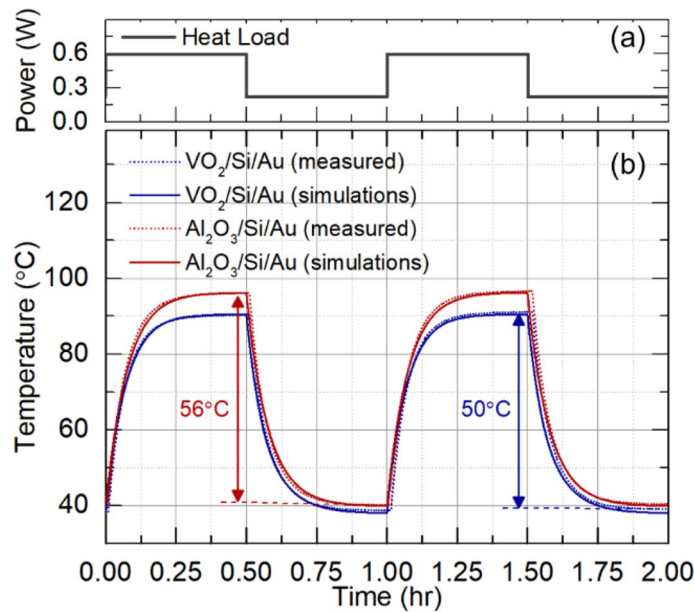 Heat Load
(a)
Power (W)
0.6
0.3
0.0
(b)
VO₂/Si/Au (measured)
VO₂/Si/Au (simulations)
Al₂O₃/Si/Au (measured)
Al₂O₃/Si/Au (simulations)
Temperature (°C)
120
100
80
60
40
56°C
50°C
0.00 0.25 0.50 0.75 1.00 1.25 1.50 1.75 2.00
Time (hr)